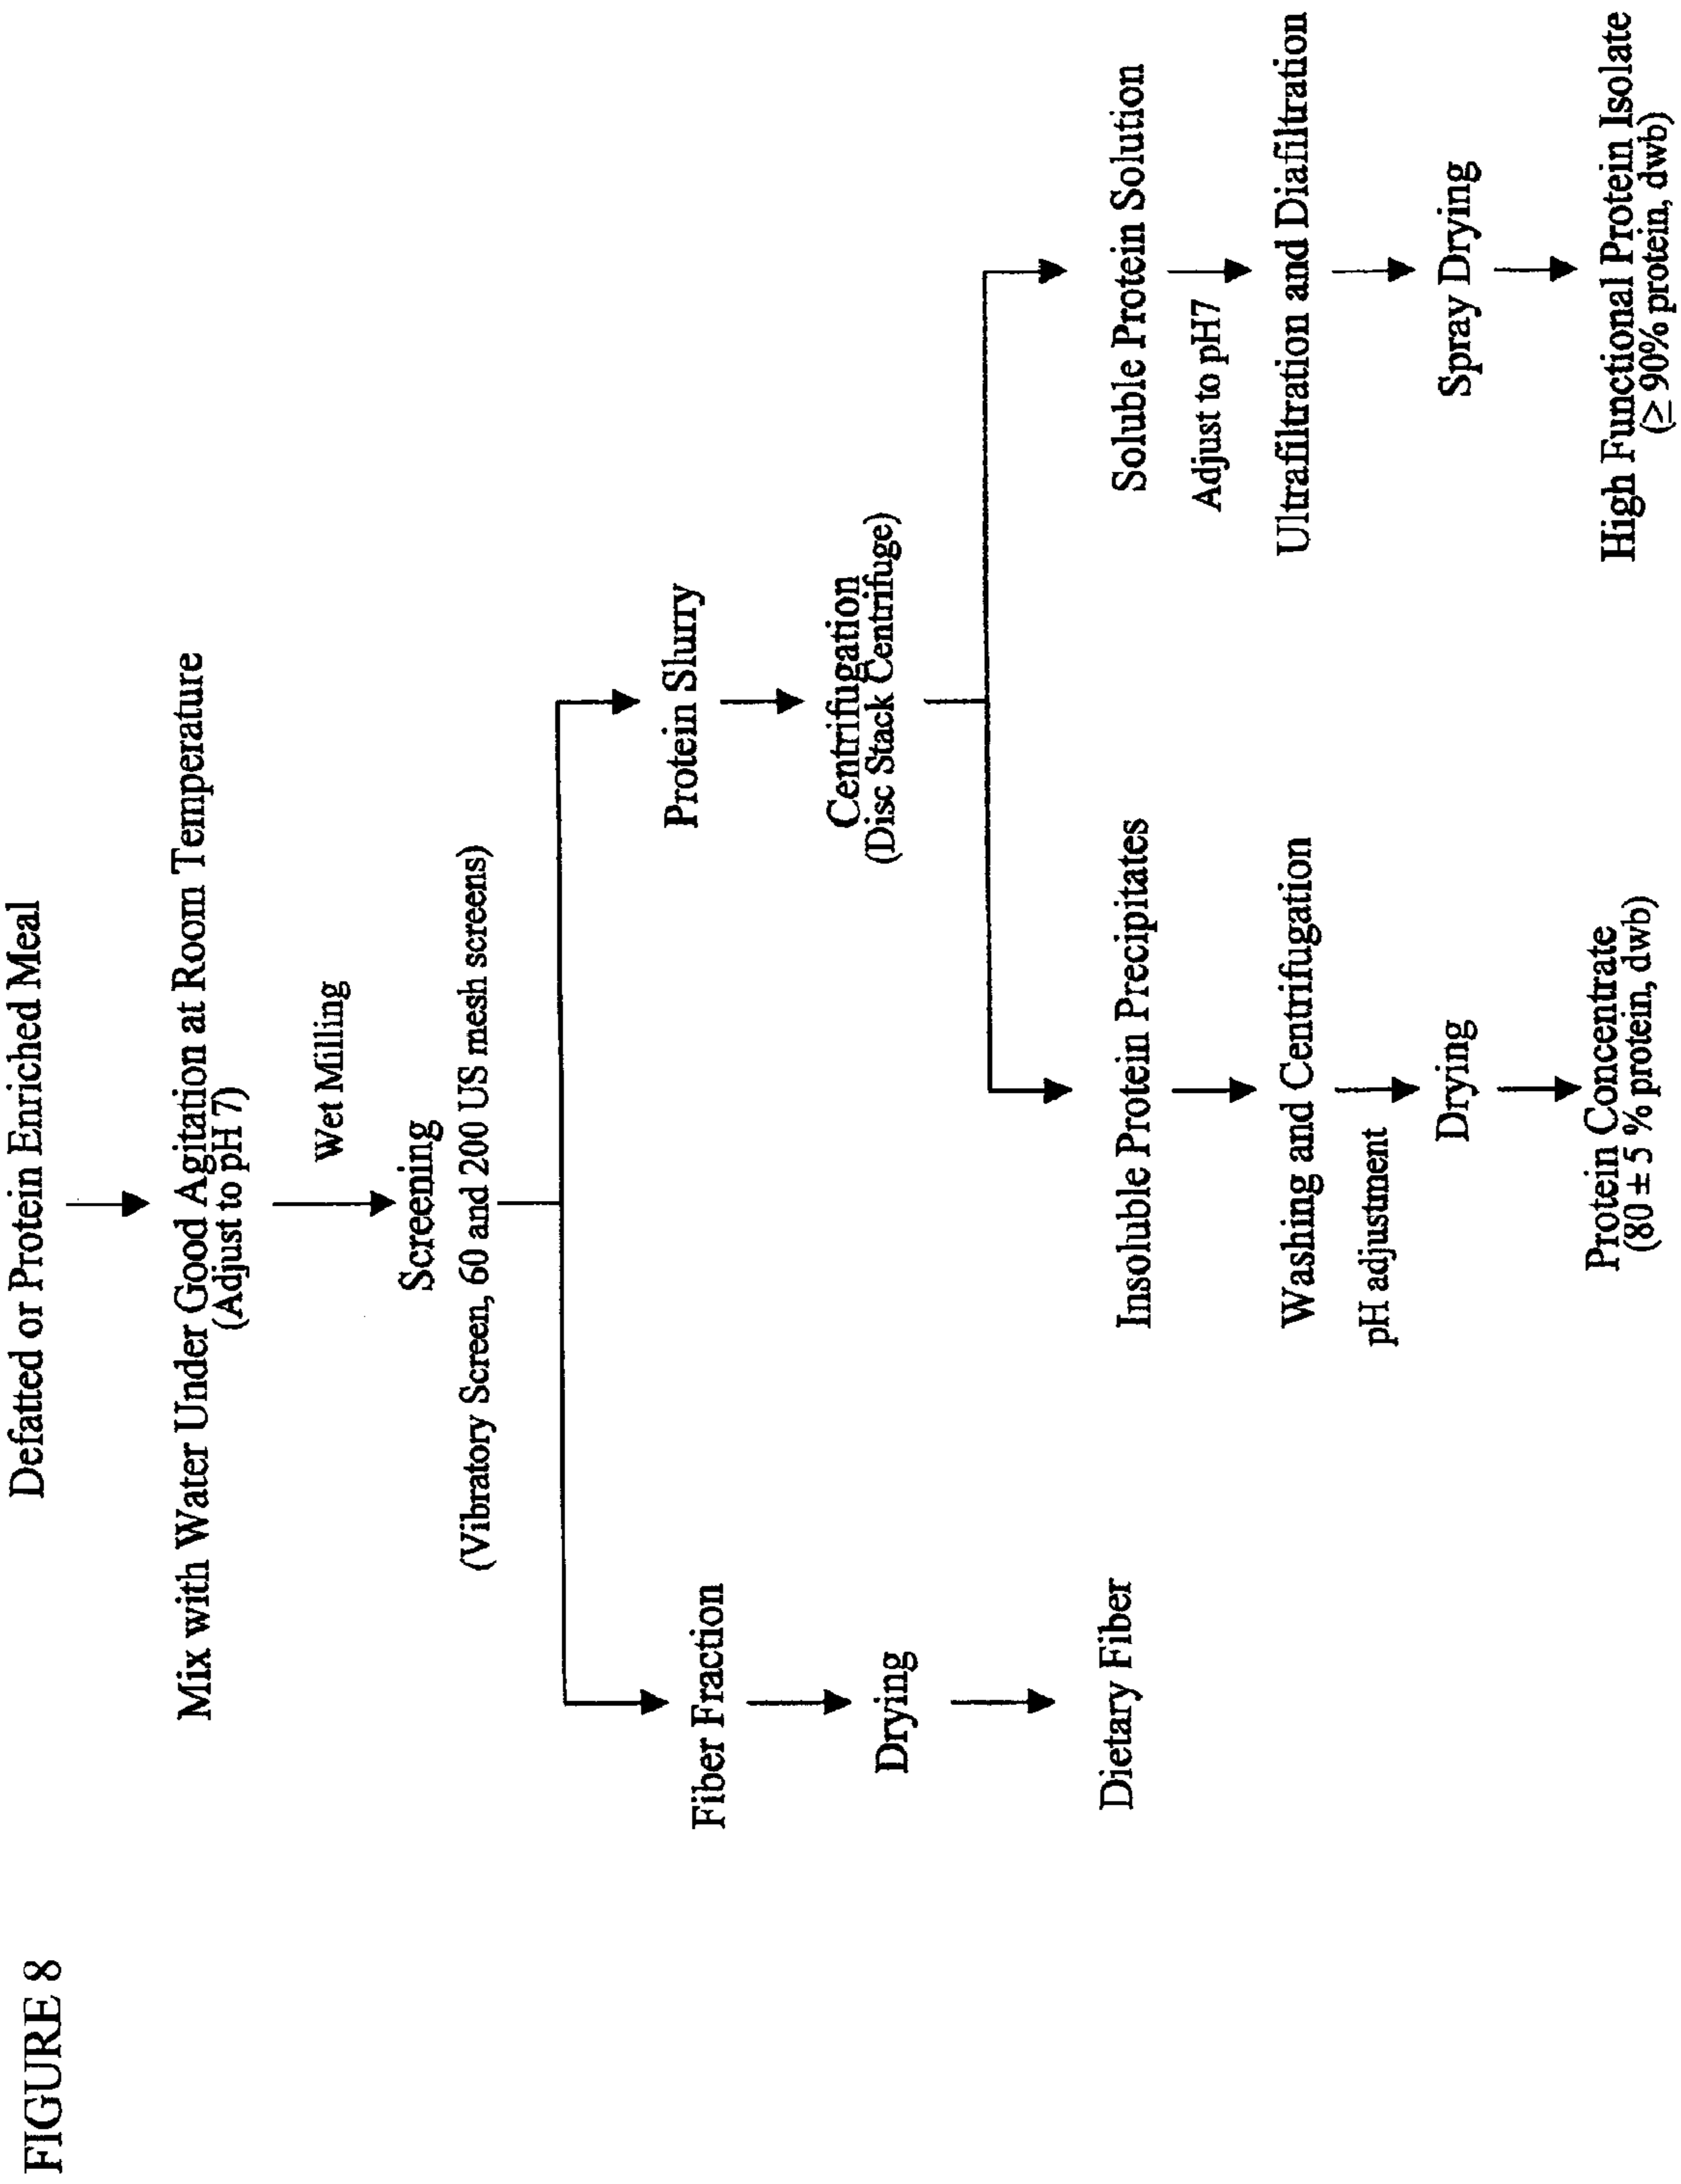 FIGURE 8
Defatted or Protein Enriched Meal
Mix with Water Under Good Agitation at Room Temperature
(Adjust to pH 7)
Wet Milling
Screening
(Vibratory Screen, 60 and 200 US mesh screens)
Fiber Fraction
Drying
Dietary Fiber
Protein Slurry
Centrifugation
(Disc Stack Centrifuge)
Insoluble Protein Precipitates
Washing and Centrifugation
pH adjustment
Drying
Protein Concentrate
(80 ± 5 % protein, dwb)
Soluble Protein Solution
Adjust to pH7
Ultrafiltration and Diafiltration
Spray Drying
High Functional Protein Isolate
(≥ 90% protein, dwb)